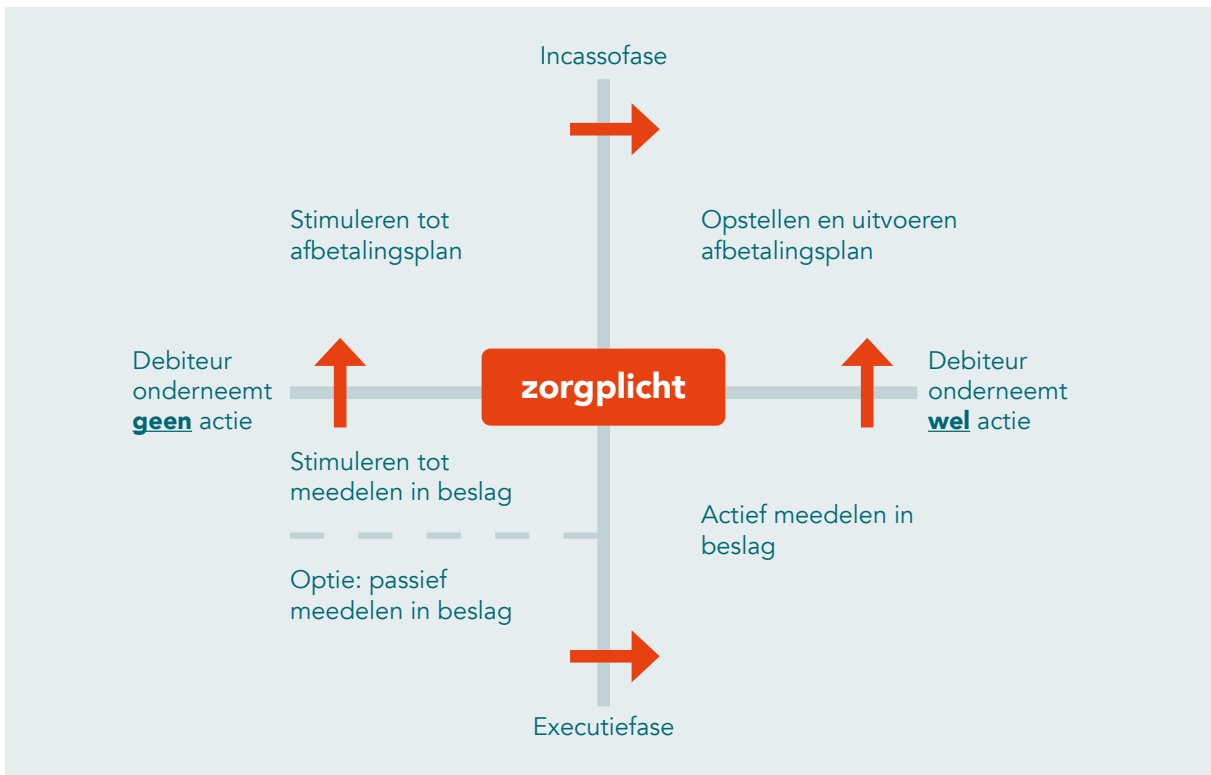 Incassofase
Stimuleren tot
afbetalingsplan
Opstellen en uitvoeren
afbetalingsplan
Debiteur
onderneemt
geen actie
zorgplicht
Debiteur
onderneemt
wel actie
Stimuleren tot
meedelen in beslag
Actief meedelen in
beslag
Optie: passief
meedelen in beslag
Executiefase